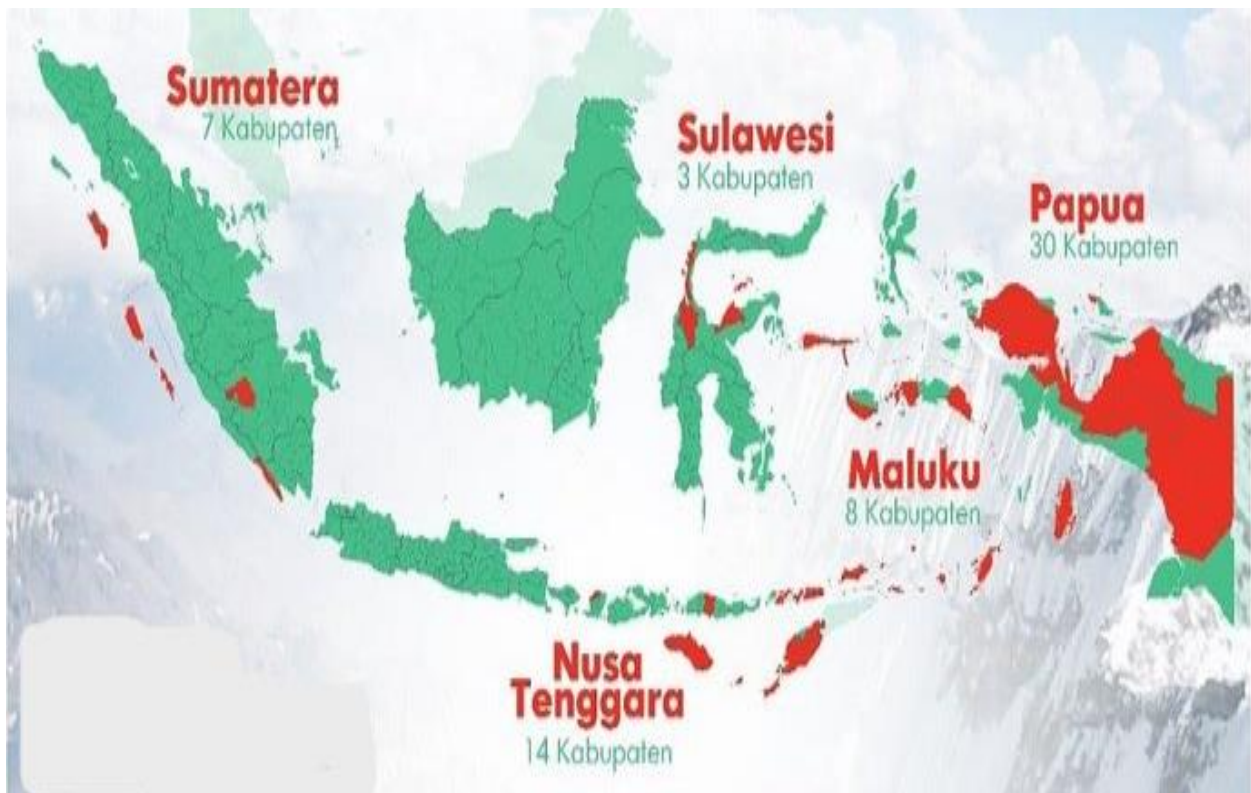 Sumatera
7 Kabupaten
Sulawesi
3 Kabupaten
Papua
30 Kabupaten
Maluku
8 Kabupaten
Nusa
Tenggara
14 Kabupaten